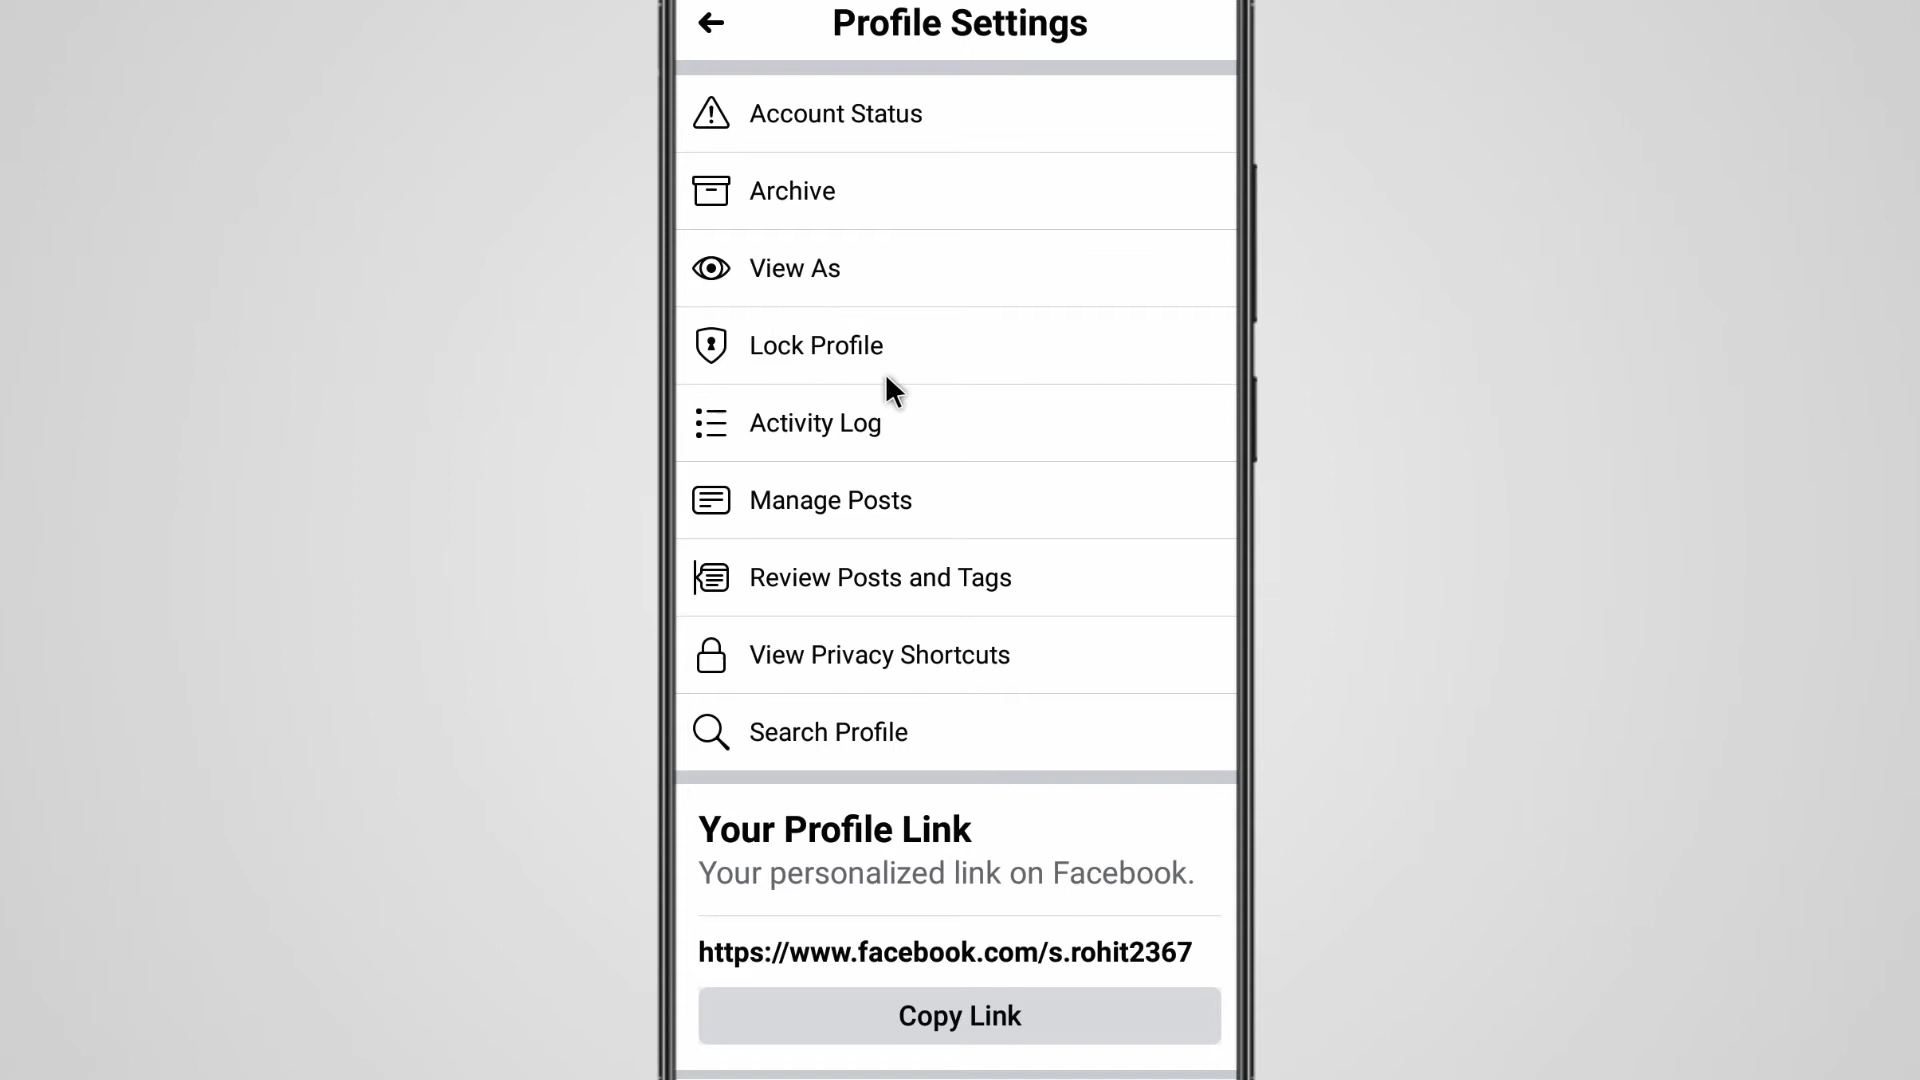 Profile Settings
Account Status
Archive
View As
Lock Profile
Activity Log
Manage Posts
Review Posts and Tags
View Privacy Shortcuts
Search Profile
Your Profile Link
Your personalized link on Facebook.
https://www.facebook.com/s.rohit2367
Copy Link